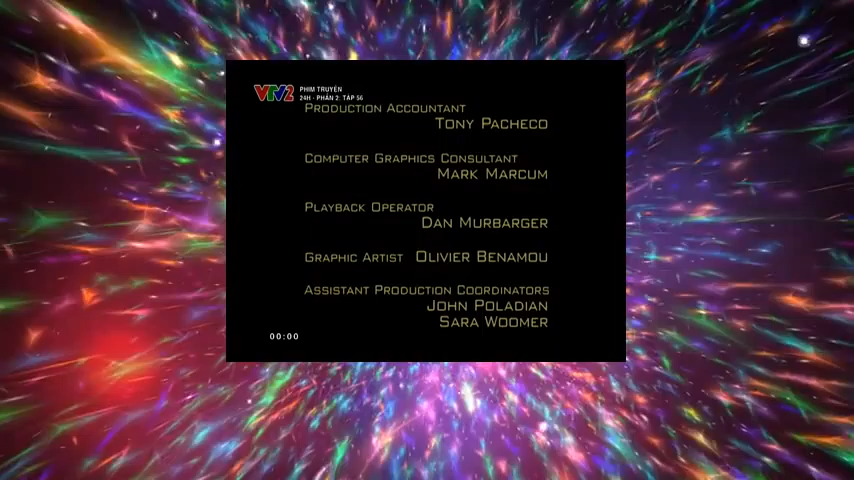 VTV2
PHIM TRUYỆN
24H - PHẦN 2: TẬP 56
PRODUCTION ACCOUNTANT
TONY PACHECO
COMPUTER GRAPHICS CONSULTANT
MARK MARCUM
PLAYBACK OPERATOR
DAN MURBARGER
GRAPHIC ARTIST OLIVIER BENAMOU
ASSISTANT PRODUCTION COORDINATORS
JOHN POLADIAN
SARA WOOMER
00:00